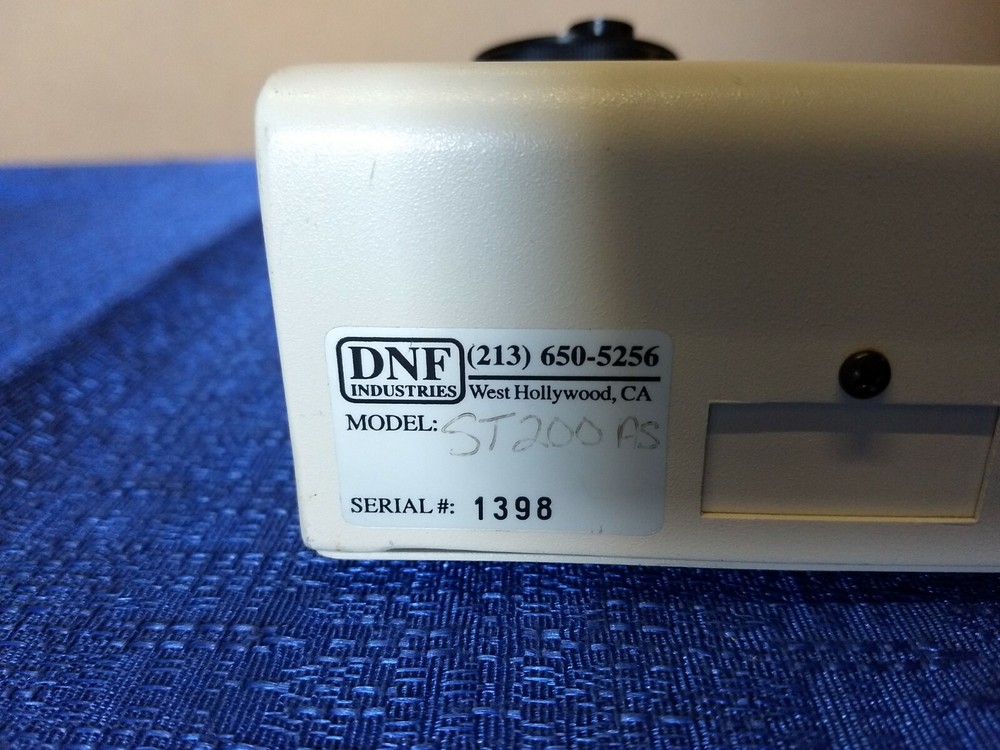 DNF INDUSTRIES
(213) 650-5256
West Hollywood, CA
MODEL: ST200 AS
SERIAL #: 1398